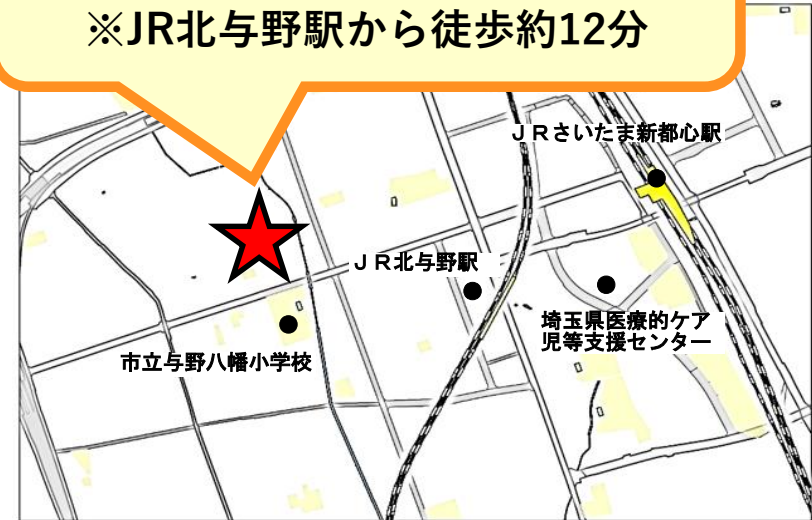 ※JR北与野駅から徒歩約12分
ＪＲさいたま新都心駅
ＪＲ北与野駅
埼玉県医療的ケア
児等支援センター
市立与野八幡小学校